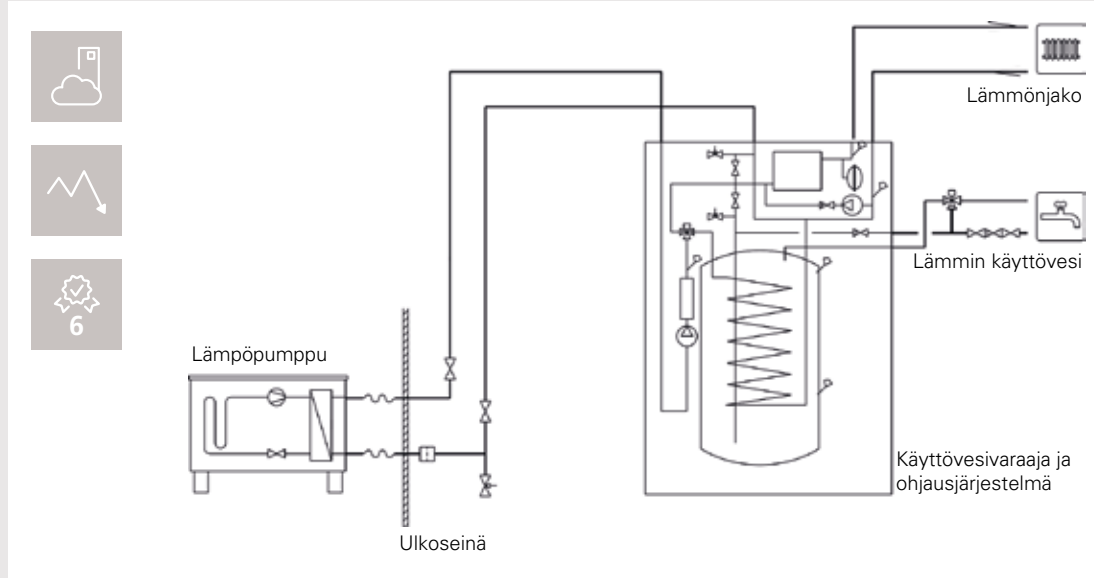 Lämmönjako
Lämmin käyttövesi
6
Lämpöpumppu
Käyttövesivaraaja ja
ohjausjärjestelmä
Ulkoseinä